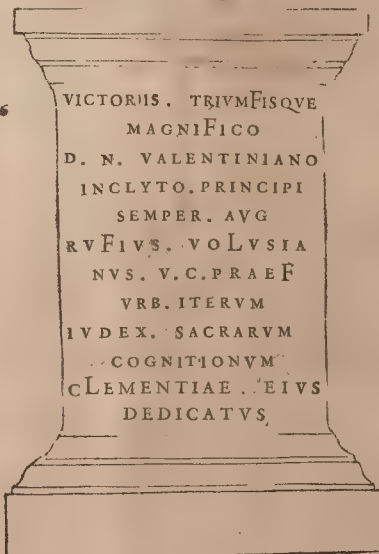 VICTORIIS. TRIVMFISQVE
MAGNIFICO
D. N. VALENTINIANO
INCLYTO. PRINCIPI
SEMPER. AVG
RVFIVS. VOLVSIA
NVS. V. C. PRAEF
VRB. ITERVM
IVDEX. SACRARVM
COGNITIONVM
CLEMENTIAE. EIVS
DEDICATVS